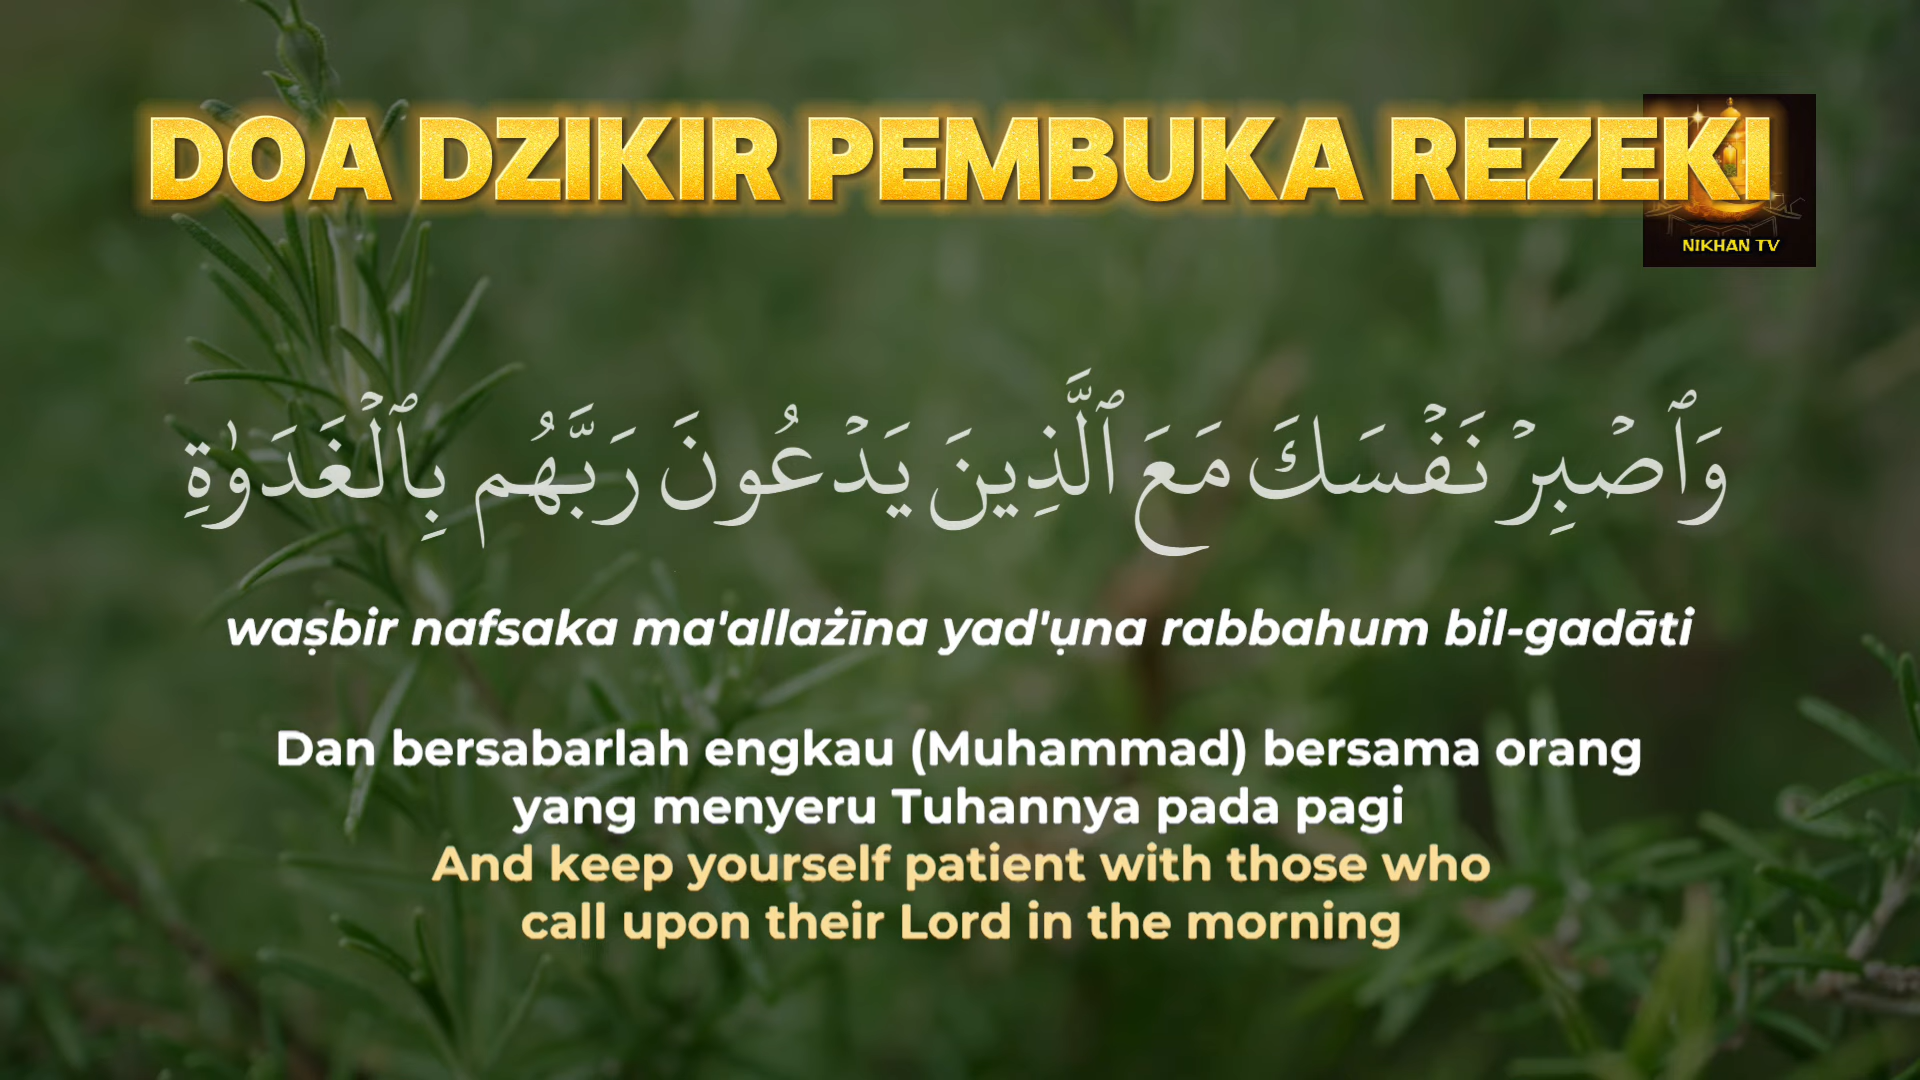 DOA DZIKIR PEMBUKA REZEKI
NIKHAN TV
وَٱصۡبِرۡ نَفۡسَكَ مَعَ ٱلَّذِينَ يَدۡعُونَ رَبَّهُم بِٱلۡغَدَوٰةِ
waṣbir nafsaka ma'allażīna yad'ụna rabbahum bil-gadāti
Dan bersabarlah engkau (Muhammad) bersama orang
yang menyeru Tuhannya pada pagi
And keep yourself patient with those who
call upon their Lord in the morning